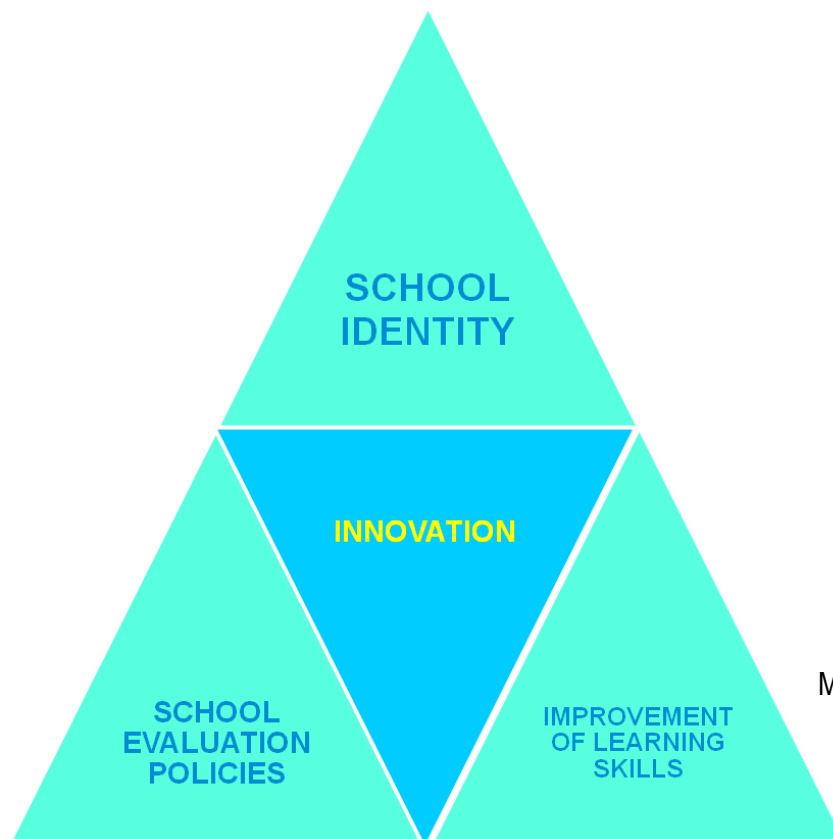 SCHOOL
IDENTITY
INNOVATION
SCHOOL
EVALUATION
POLICIES
IMPROVEMENT
OF LEARNING
SKILLS
M